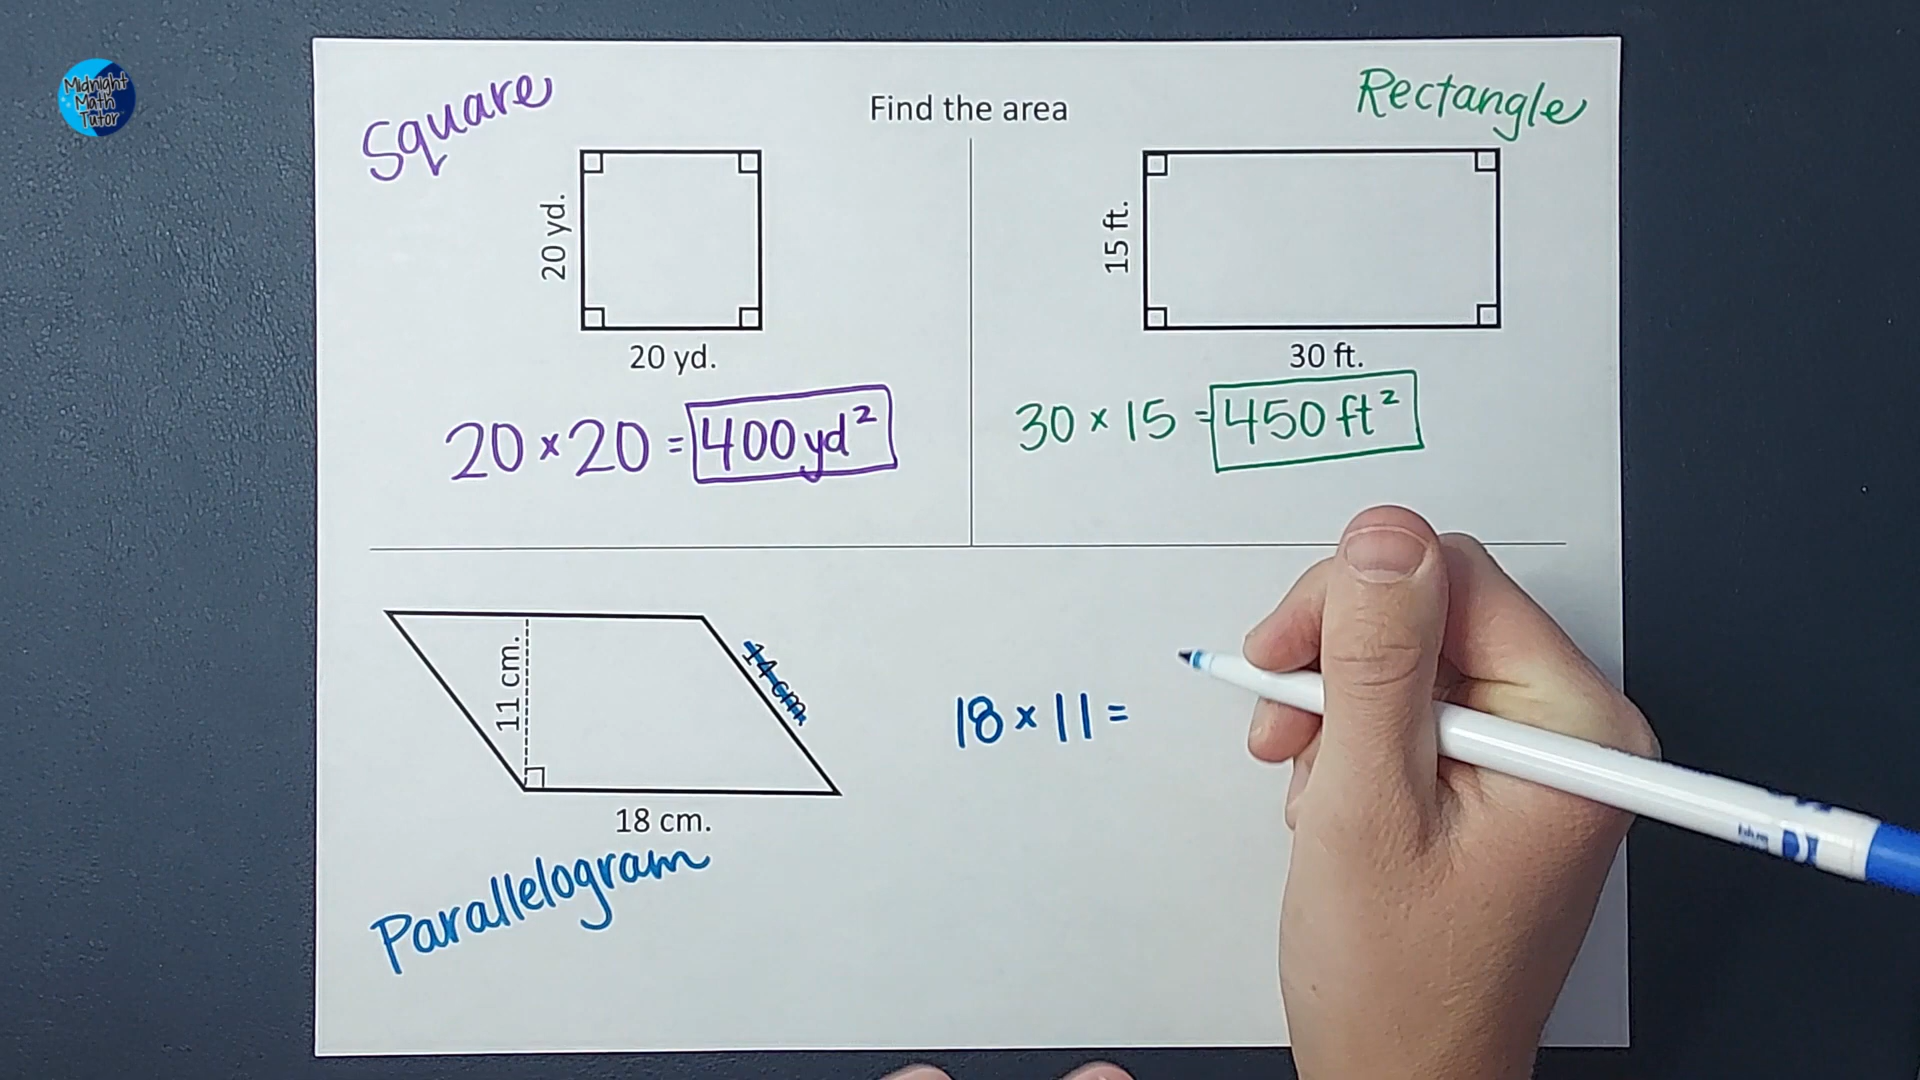 Midnight
Math
Tutor
Square
Find the area
Rectangle
20 yd.
20 yd.
20 × 20 = 400 yd²
15 ft.
30 ft.
30 × 15 = 450 ft²
11 cm.
14 cm.
18 cm.
18 × 11 =
Parallelogram